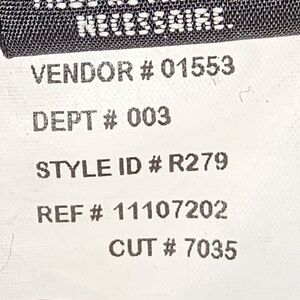 NÉCESSAIRE.
VENDOR # 01553
DEPT # 003
STYLE ID # R279
REF # 11107202
CUT # 7035